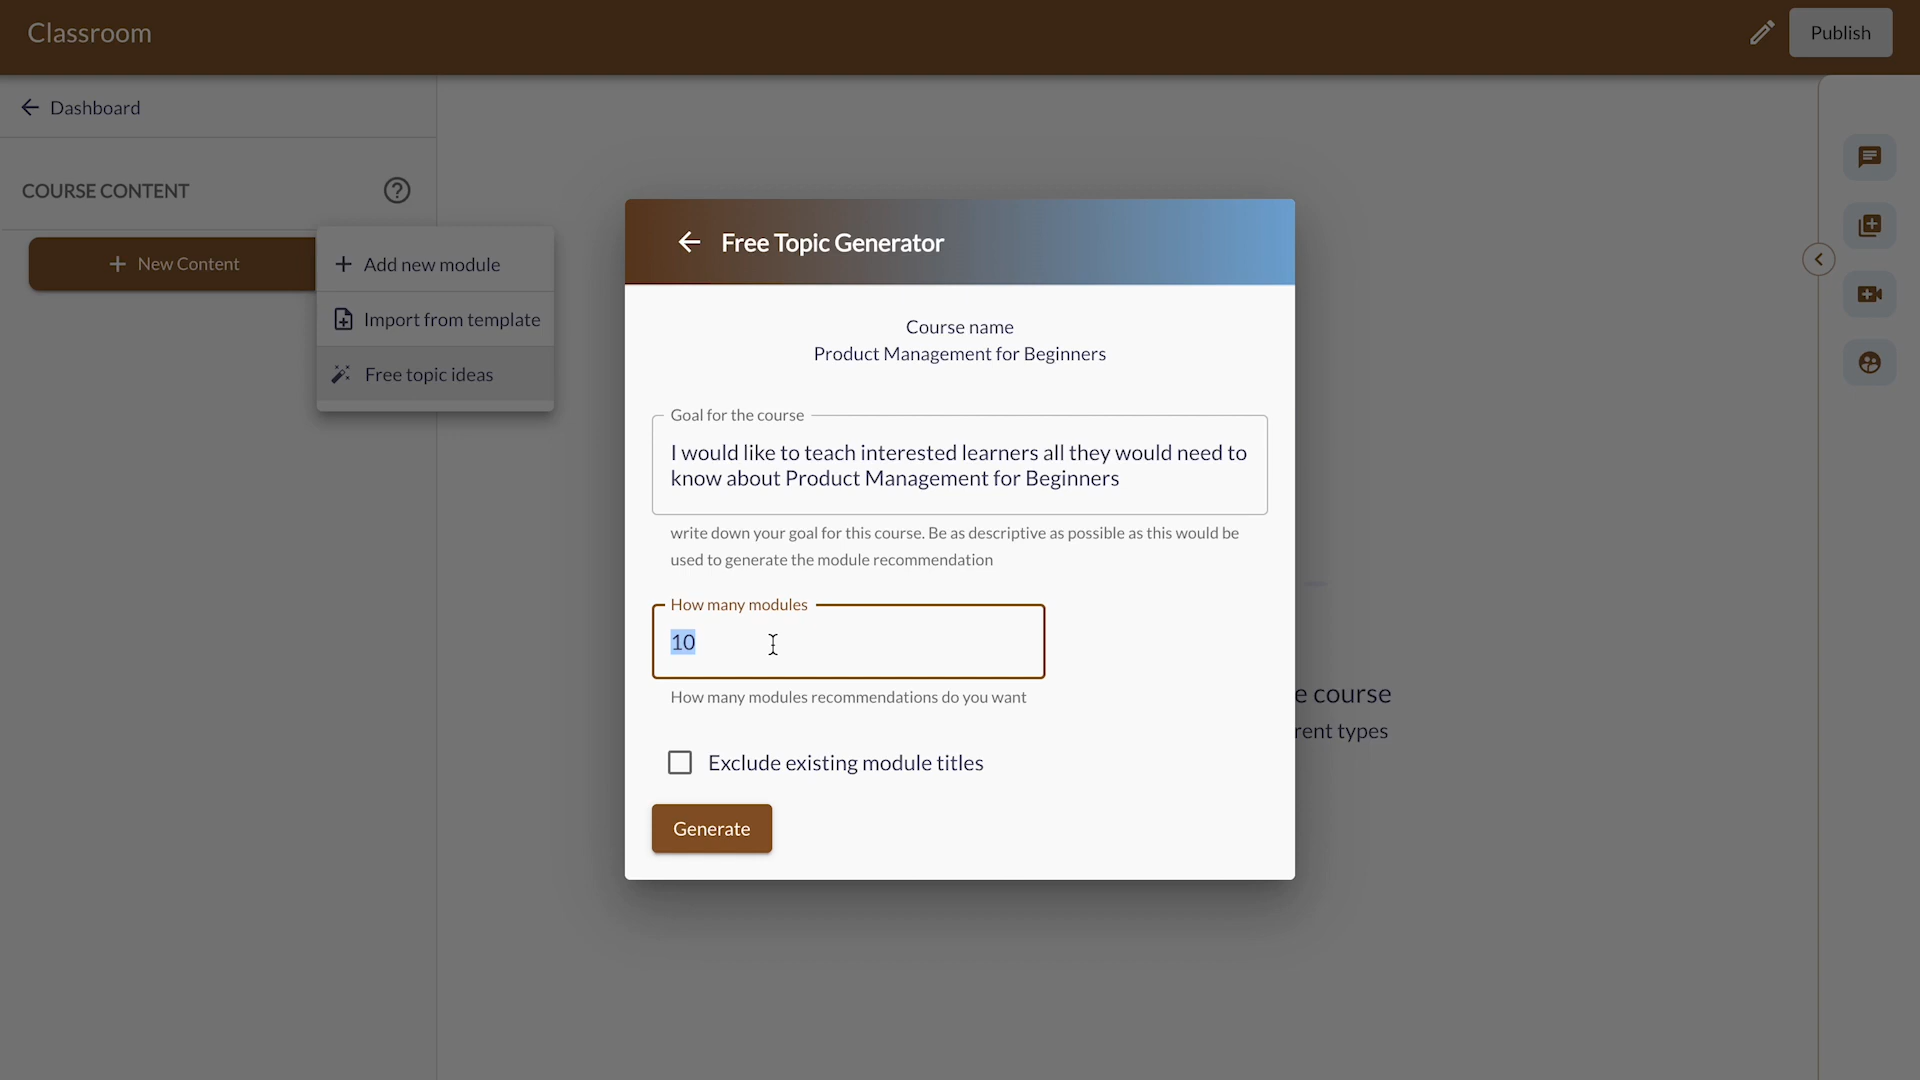 Classroom
Publish
Dashboard
COURSE CONTENT
New Content
Add new module
Import from template
Free topic ideas
Free Topic Generator
Course name
Product Management for Beginners
Goal for the course
I would like to teach interested learners all they would need to
know about Product Management for Beginners
write down your goal for this course. Be as descriptive as possible as this would be
used to generate the module recommendation
How many modules
10
How many modules recommendations do you want
e course
rent types
Exclude existing module titles
Generate